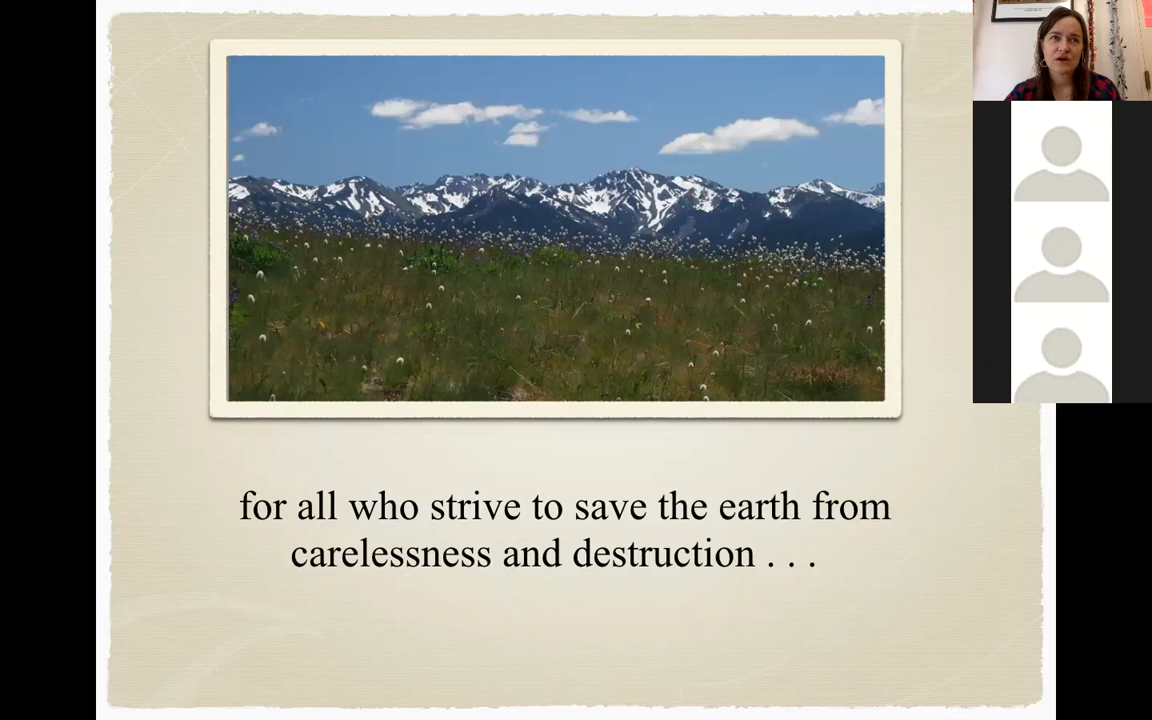 for all who strive to save the earth from
carelessness and destruction . . .